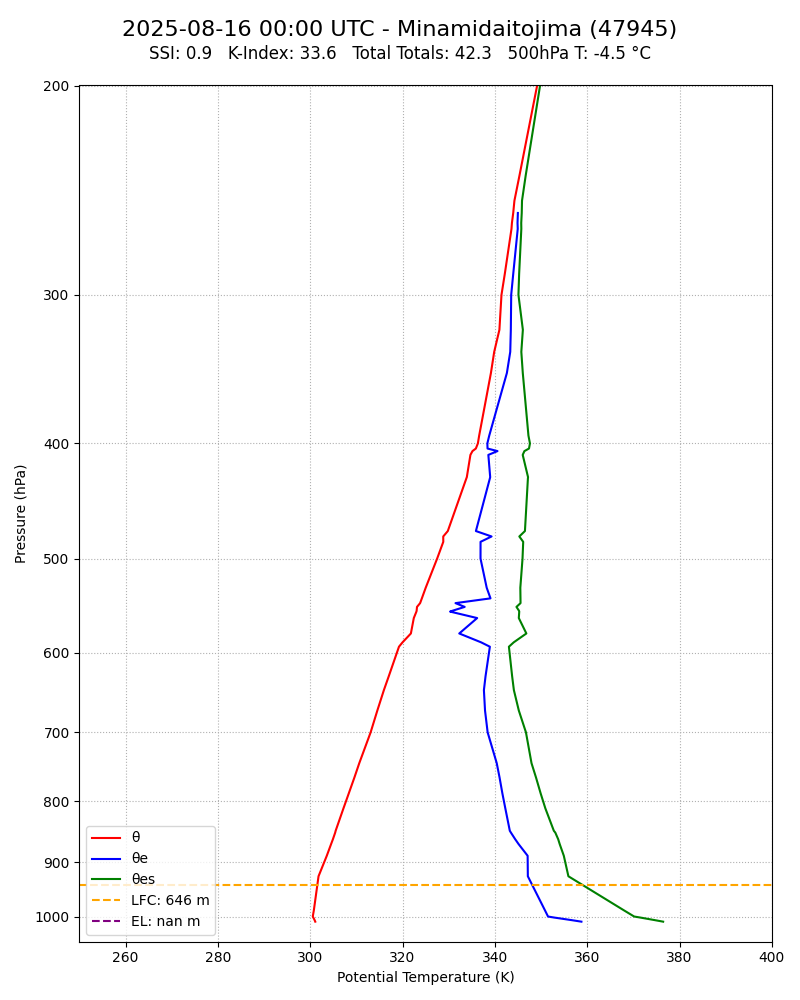 2025-08-16 00:00 UTC - Minamidaitojima (47945)
SSI: 0.9   K-Index: 33.6   Total Totals: 42.3   500hPa T: -4.5 °C
200
300
400
500
600
700
800
900
1000
Pressure (hPa)
θ
θe
θes
LFC: 646 m
EL: nan m
260 280 300 320 340 360 380 400
Potential Temperature (K)